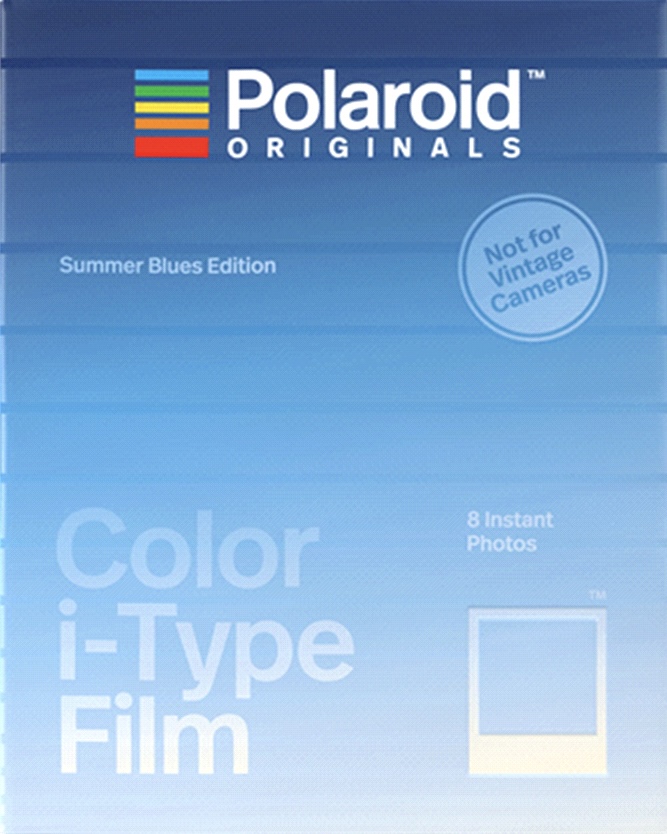 Polaroid™
ORIGINALS
Summer Blues Edition
Not for
Vintage
Cameras
Color
i-Type
Film
8 Instant
Photos
™